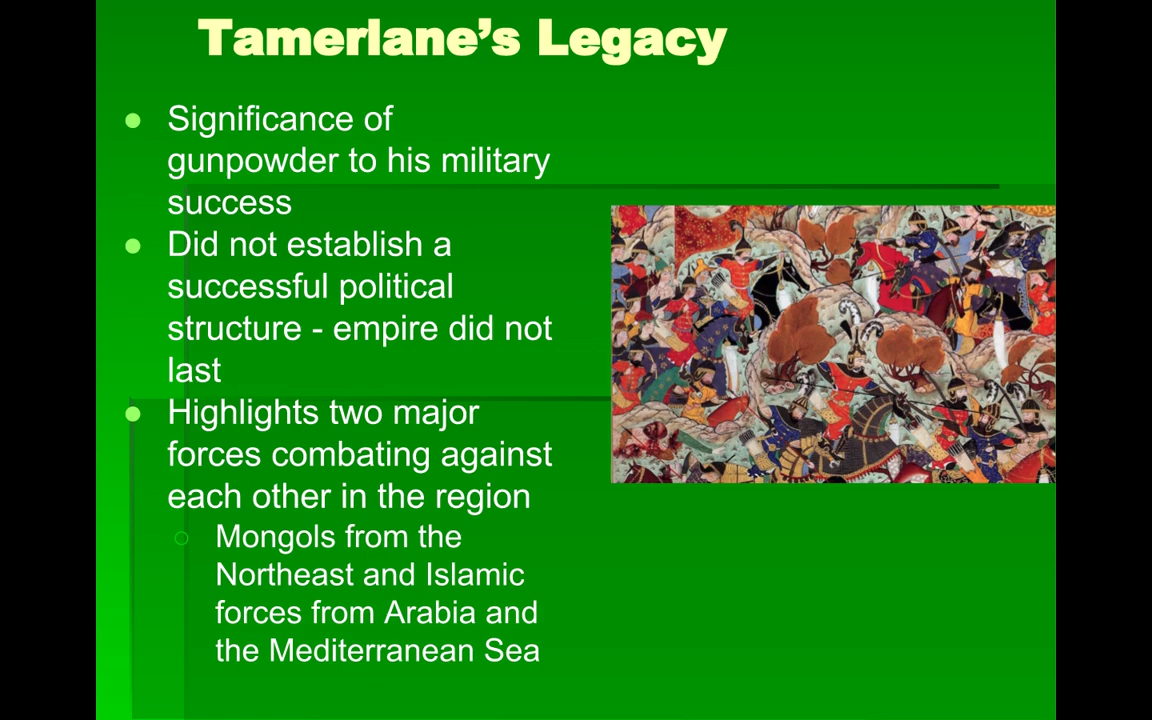 Tamerlane’s Legacy
Significance of
gunpowder to his military
success
Did not establish a
successful political
structure - empire did not
last
Highlights two major
forces combating against
each other in the region
Mongols from the
Northeast and Islamic
forces from Arabia and
the Mediterranean Sea